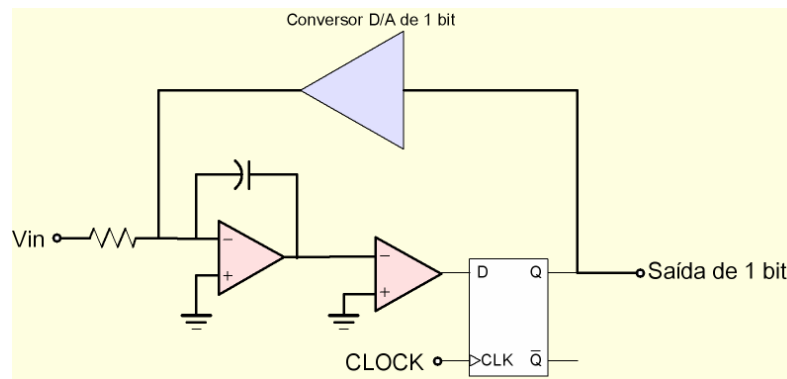 Conversor D/A de 1 bit
Vin
−
+
−
+
D
Q
Saída de 1 bit
CLOCK
CLK
Q̅